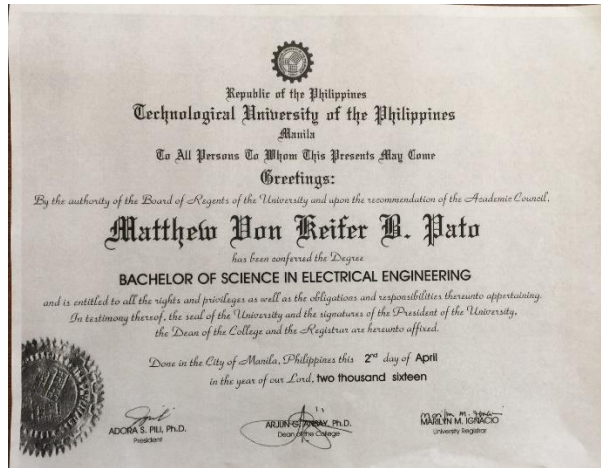 Republic of the Philippines
Technological University of the Philippines
Manila
To All Persons To Whom This Presents May Come
Greetings:
By the authority of the Board of Regents of the University and upon the recommendation of the Academic Council,
Matthew Von Keifer B. Pato
has been conferred the Degree
BACHELOR OF SCIENCE IN ELECTRICAL ENGINEERING
and is entitled to all the rights and privileges as well as the obligations and responsibilities thereunto appertaining.
In testimony thereof, the seal of the University and the signatures of the President of the University,
the Dean of the College and the Registrar are hereunto affixed.
Done in the City of Manila, Philippines this 2nd day of April
in the year of our Lord, two thousand sixteen
ADORA S. PILI, Ph.D.
President
ARJUN G. Ph.D.
Dean of the College
MARILYN M. IGNACIO
University Registrar